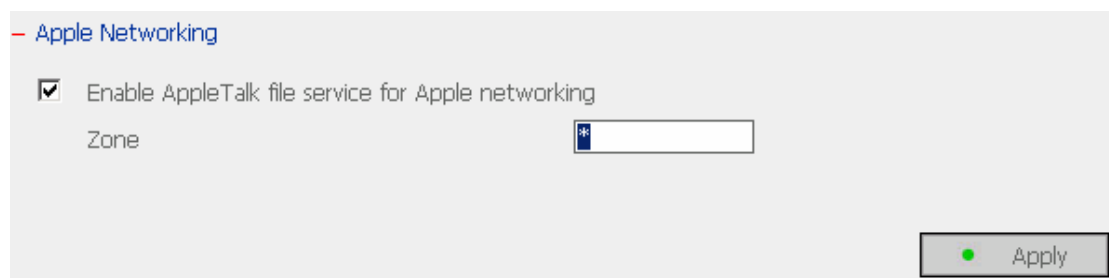 – Apple Networking
Enable AppleTalk file service for Apple networking
Zone *
Apply